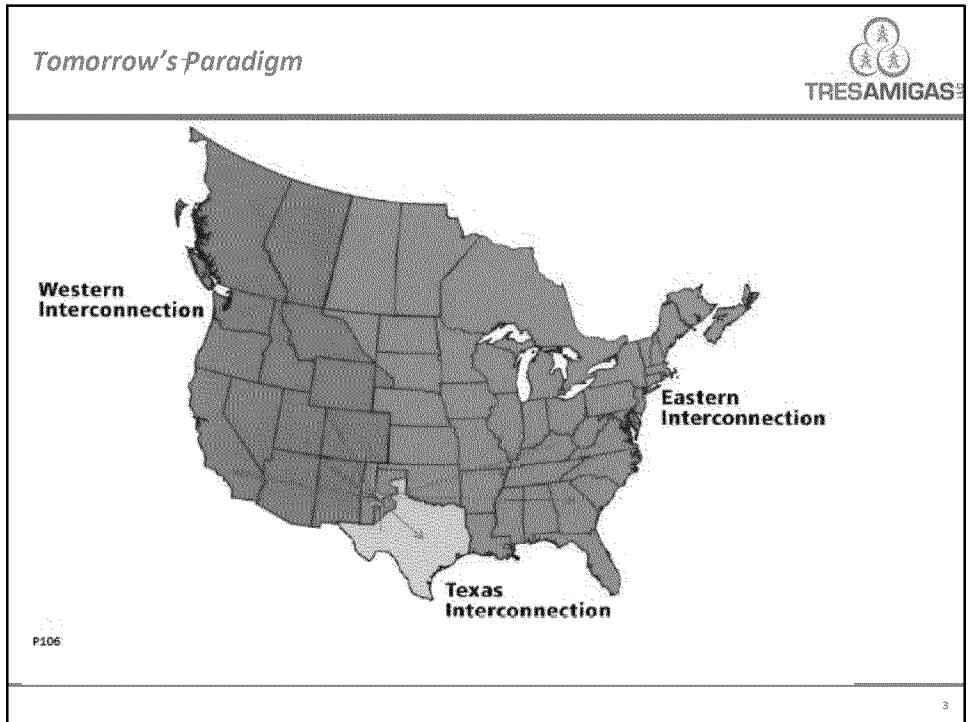 Tomorrow's Paradigm
TRESAMIGAS
Western
Interconnection
Eastern
Interconnection
Texas
Interconnection
P106
3